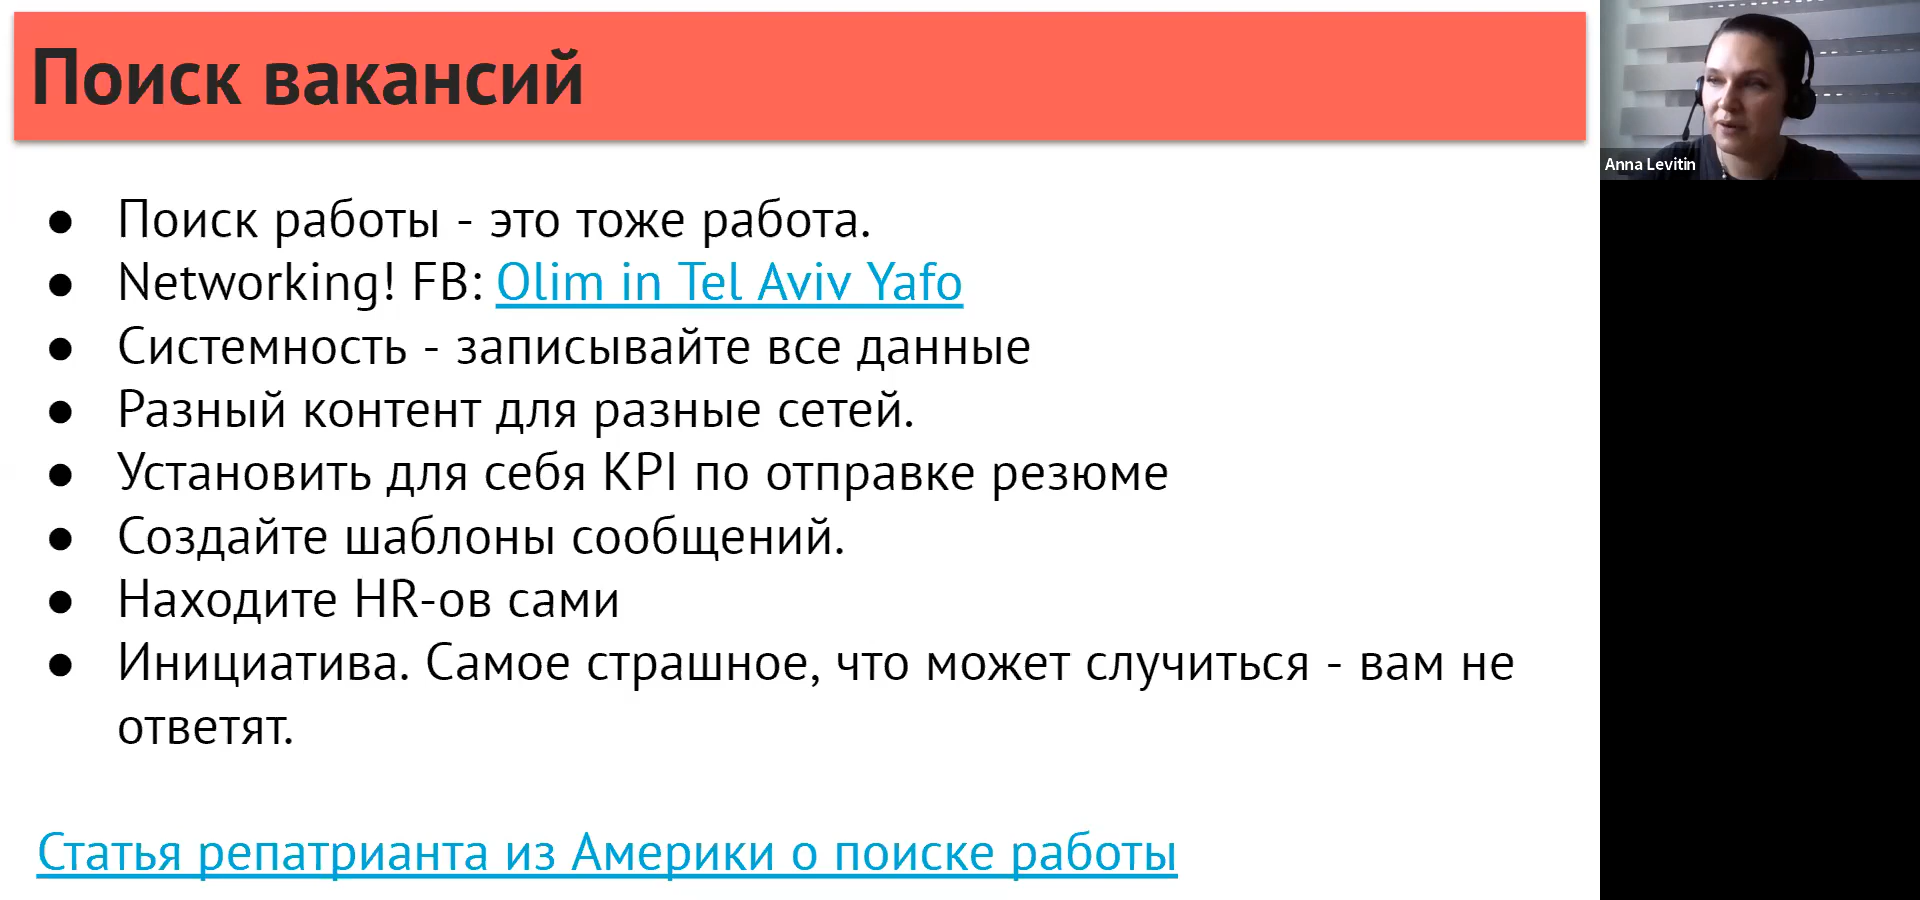 Поиск вакансий
Anna Levitin
● Поиск работы - это тоже работа.
● Networking! FB: Olim in Tel Aviv Yafo
● Системность - записывайте все данные
● Разный контент для разные сетей.
● Установить для себя KPI по отправке резюме
● Создайте шаблоны сообщений.
● Находите HR-ов сами
● Инициатива. Самое страшное, что может случиться - вам не
ответят.
Статья репатрианта из Америки о поиске работы